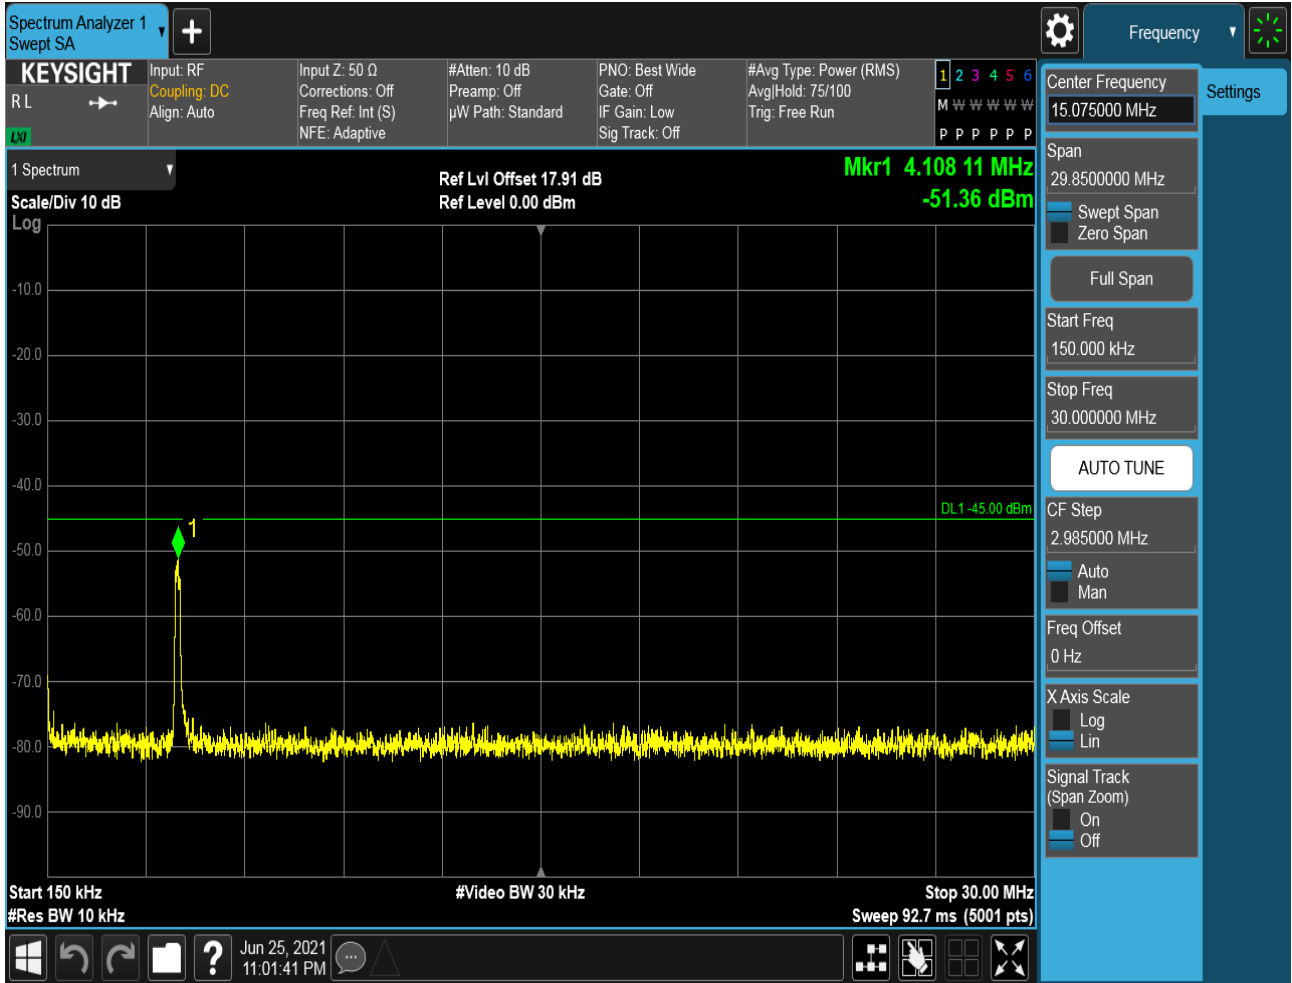 Spectrum Analyzer 1
Swept SA
Frequency
KEYSIGHT
R L
LXI
Input: RF
Coupling: DC
Align: Auto
Input Z: 50 Ω
Corrections: Off
Freq Ref: Int (S)
NFE: Adaptive
#Atten: 10 dB
Preamp: Off
µW Path: Standard
PNO: Best Wide
Gate: Off
IF Gain: Low
Sig Track: Off
#Avg Type: Power (RMS)
Avg|Hold: 75/100
Trig: Free Run
1 2 3 4 5 6
M W W W W W
P P P P P P
1 Spectrum
Scale/Div 10 dB
Log
Ref Lvl Offset 17.91 dB
Ref Level 0.00 dBm
Mkr1 4.108 11 MHz
-51.36 dBm
-10.0
-20.0
-30.0
-40.0
DL1 -45.00 dBm
1
-50.0
-60.0
-70.0
-80.0
-90.0
Start 150 kHz
#Video BW 30 kHz
Stop 30.00 MHz
#Res BW 10 kHz
Sweep 92.7 ms (5001 pts)
?
Jun 25, 2021
11:01:41 PM
Center Frequency
15.075000 MHz
Settings
Span
29.8500000 MHz
Swept Span
Zero Span
Full Span
Start Freq
150.000 kHz
Stop Freq
30.000000 MHz
AUTO TUNE
CF Step
2.985000 MHz
Auto
Man
Freq Offset
0 Hz
X Axis Scale
Log
Lin
Signal Track
(Span Zoom)
On
Off